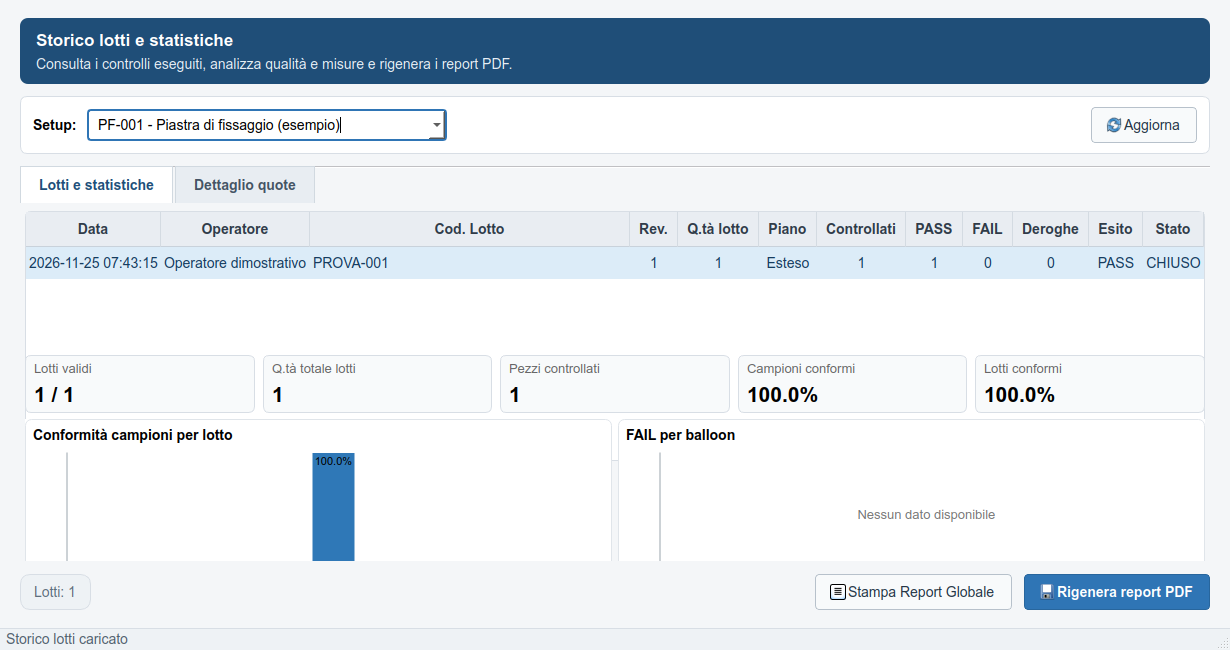 Storico lotti e statistiche
Consulta i controlli eseguiti, analizza qualità e misure e rigenera i report PDF.
Setup: PF-001 - Piastra di fissaggio (esempio) Aggiorna
Lotti e statistiche Dettaglio quote
Data Operatore Cod. Lotto Rev. Q.tà lotto Piano Controllati PASS FAIL Deroghe Esito Stato
2026-11-25 07:43:15 Operatore dimostrativo PROVA-001 1 1 Esteso 1 1 0 0 PASS CHIUSO
Lotti validi Q.tà totale lotti Pezzi controllati Campioni conformi Lotti conformi
1 / 1 1 1 100.0% 100.0%
Conformità campioni per lotto FAIL per balloon
100.0%
Nessun dato disponibile
Lotti: 1 Stampa Report Globale Rigenera report PDF
Storico lotti caricato